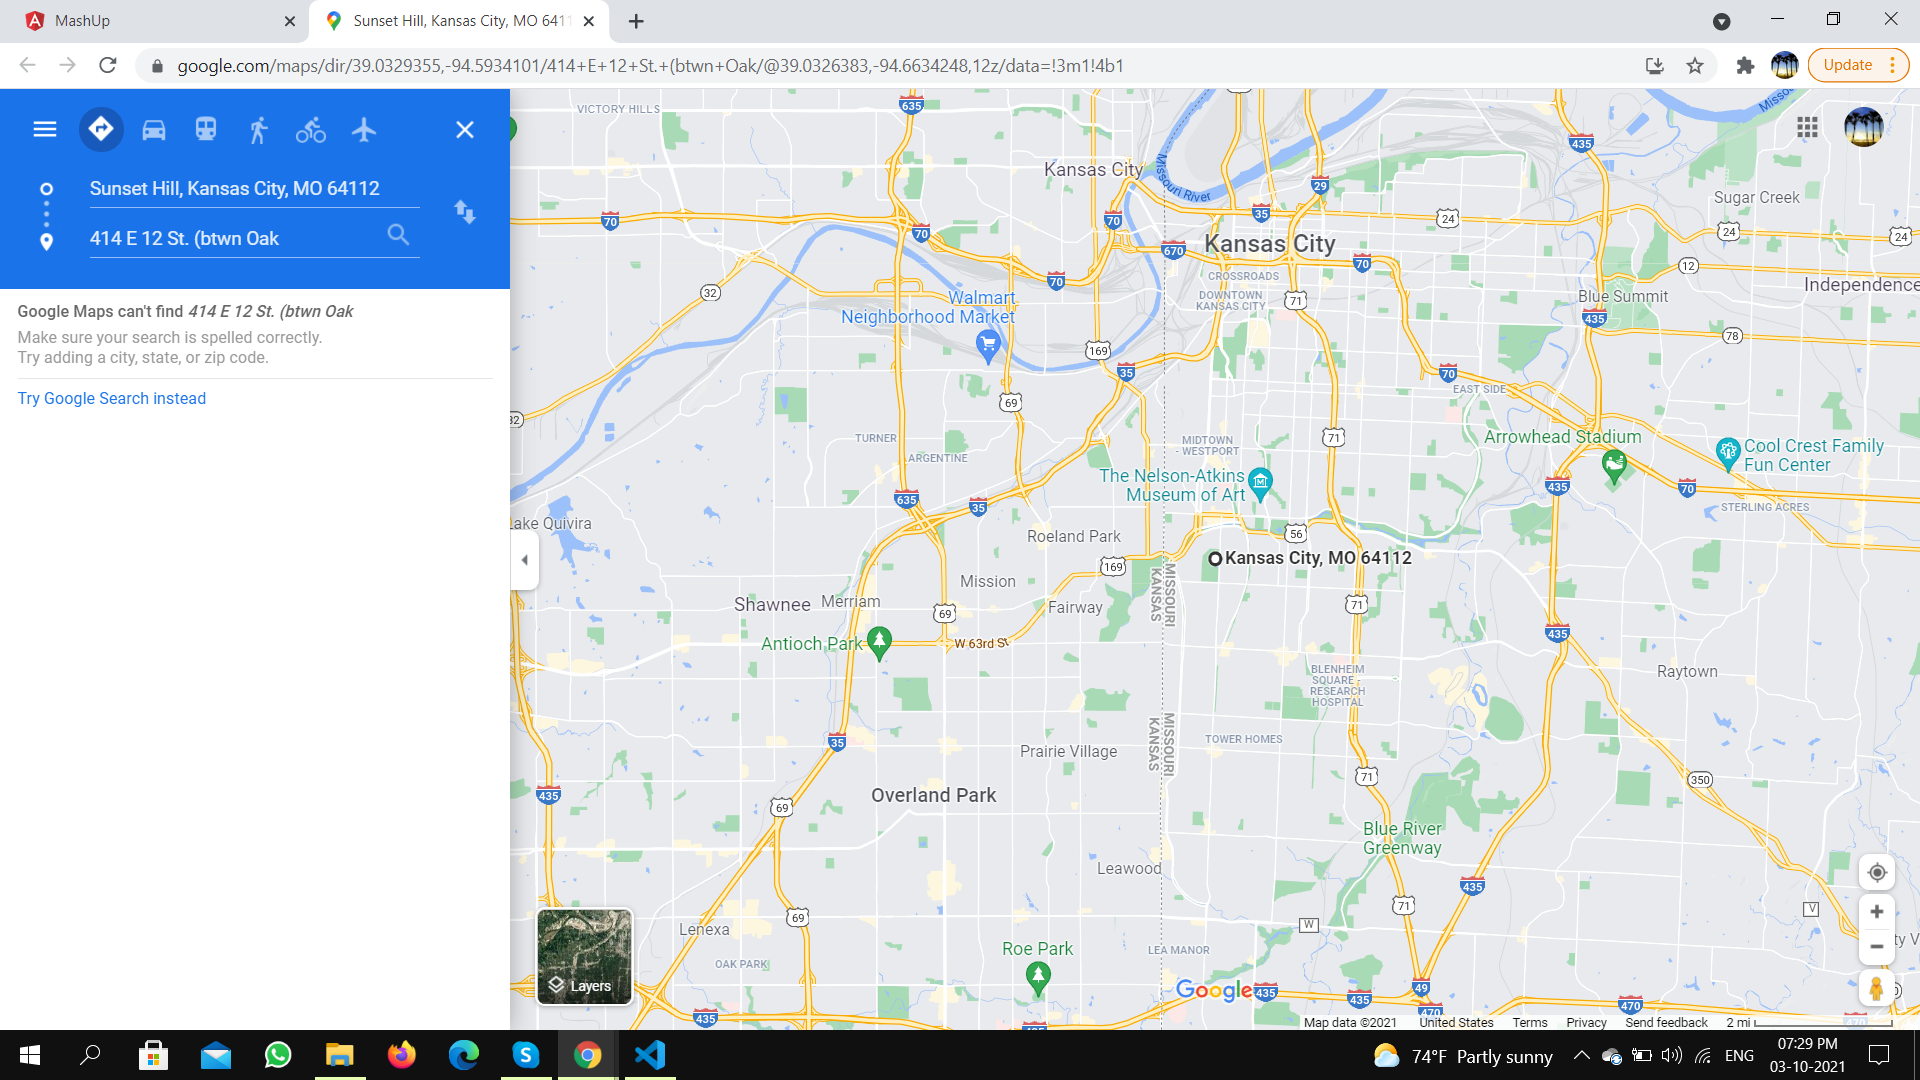 MashUp
Sunset Hill, Kansas City, MO 6411
google.com/maps/dir/39.0329355,-94.5934101/414+E+12+St.+(btwn+Oak/@39.0326383,-94.6634248,12z/data=!3m1!4b1
Update
Sunset Hill, Kansas City, MO 64112
414 E 12 St. (btwn Oak
Google Maps can't find 414 E 12 St. (btwn Oak
Make sure your search is spelled correctly.
Try adding a city, state, or zip code.
Try Google Search instead
VICTORY HILLS
635
Kansas City
Missouri River
29
435
Sugar Creek
70
70
70
35
24
24
24
670
Kansas City
70
12
CROSSROADS
DOWNTOWN
KANSAS CITY
71
32
70
Walmart
Neighborhood Market
Blue Summit
Independence
435
78
169
35
70
EAST SIDE
69
32
TURNER
ARGENTINE
MIDTOWN
- WESTPORT
71
Arrowhead Stadium
Cool Crest Family
Fun Center
The Nelson-Atkins
Museum of Art
635
35
435
70
STERLING ACRES
Lake Quivira
Roeland Park
56
Kansas City, MO 64112
169
Mission
MISSOURI
KANSAS
Shawnee
Merriam
Fairway
69
71
435
Antioch Park
W 63rd St
BLENHEIM
SQUARE -
RESEARCH
HOSPITAL
Raytown
35
Prairie Village
MISSOURI
KANSAS
TOWER HOMES
71
350
435
Overland Park
69
Blue River
Greenway
Leawood
435
71
69
W
V
Lenexa
Roe Park
LEA MANOR
OAK PARK
Layers
Google
435
435
49
470
470
435
Map data ©2021
United States
Terms
Privacy
Send feedback
2 mi
74°F Partly sunny
ENG
07:29 PM
03-10-2021